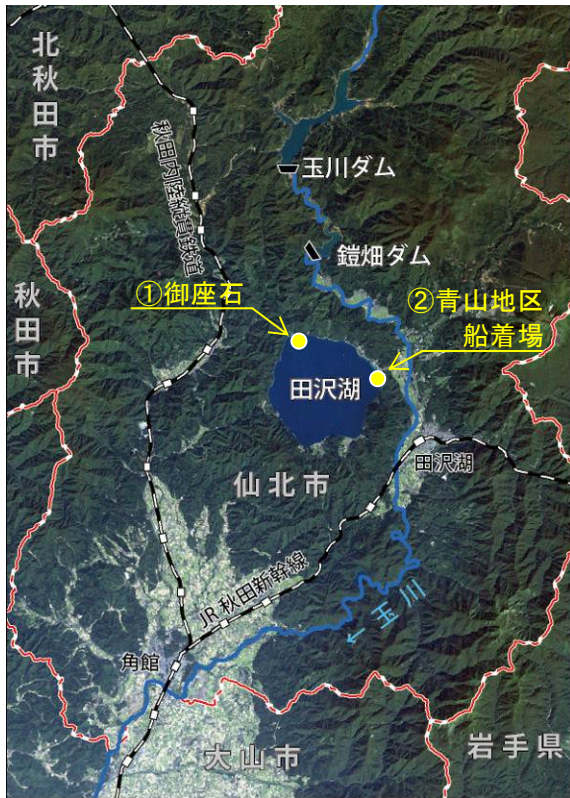 北秋田市
秋田内陸縦貫鉄道
玉川ダム
鎧畑ダム
秋田市
①御座石
②青山地区
船着場
田沢湖
田沢湖
仙北市
JR 秋田新幹線
←玉川
角館
大山市
岩手県